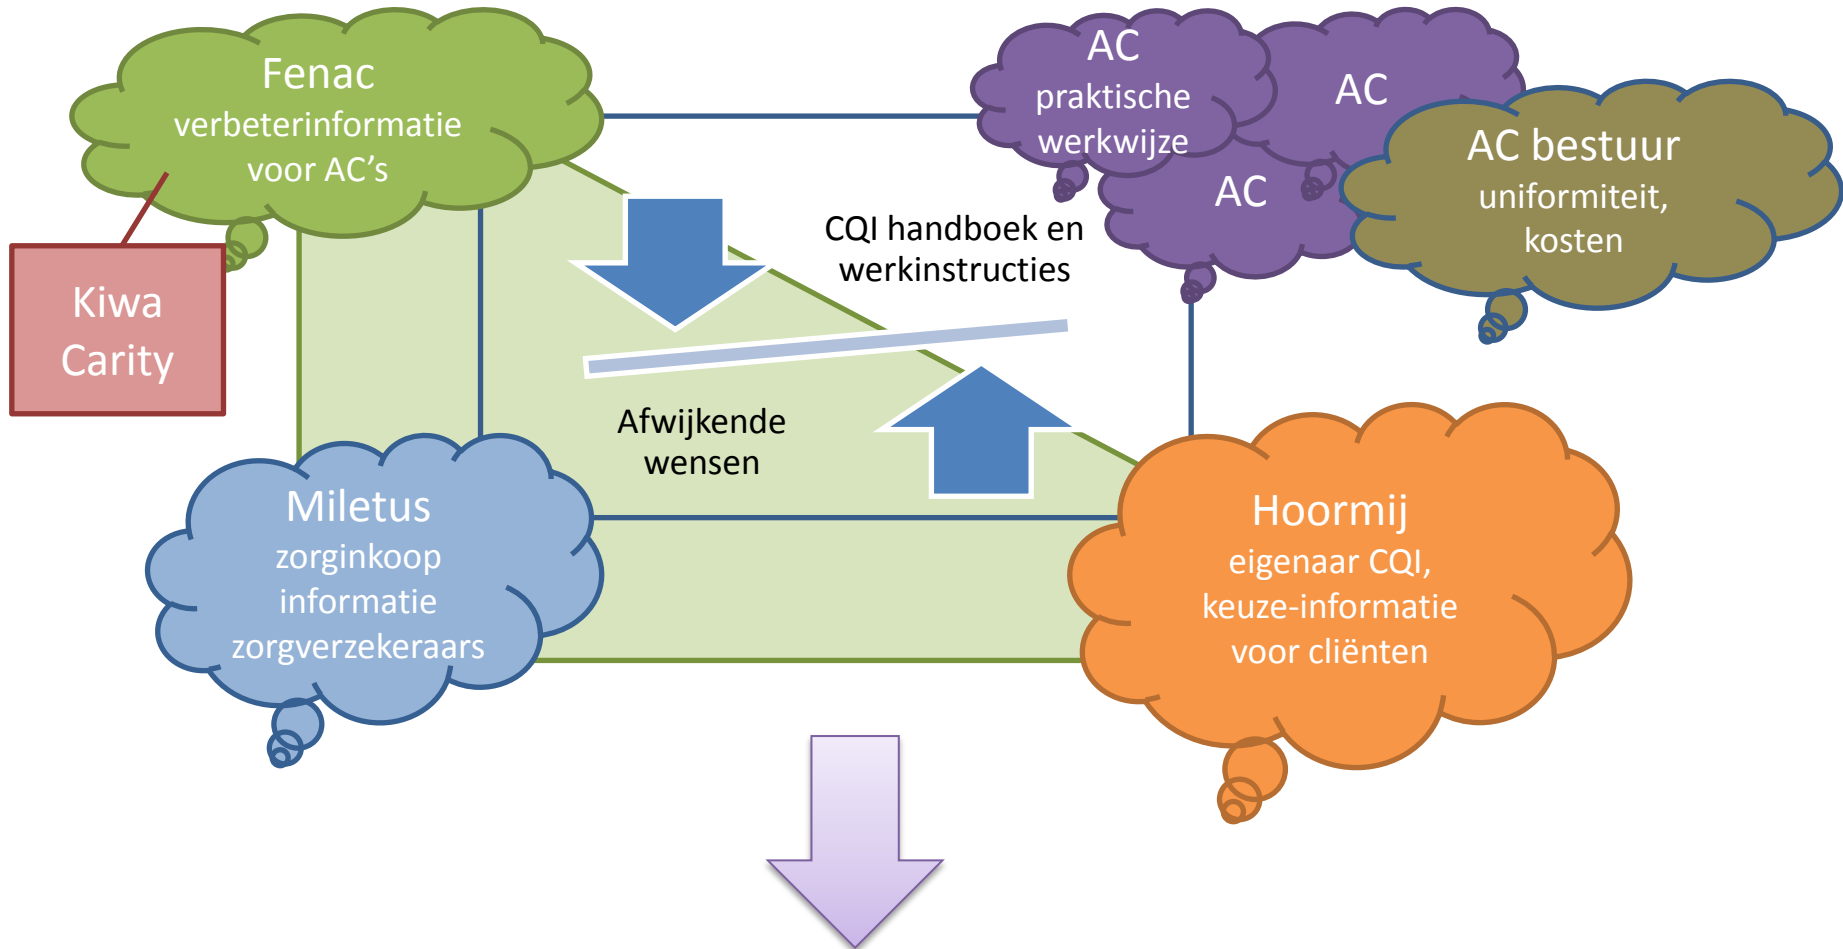 Fenac
verbeterinformatie
voor AC's
Kiwa
Carity
AC
praktische
werkwijze
AC
AC
AC bestuur
uniformiteit,
kosten
CQI handboek en
werkinstructies
Afwijkende
wensen
Miletus
zorginkoop
informatie
zorgverzekeraars
Hoormij
eigenaar CQI,
keuze-informatie
voor cliënten